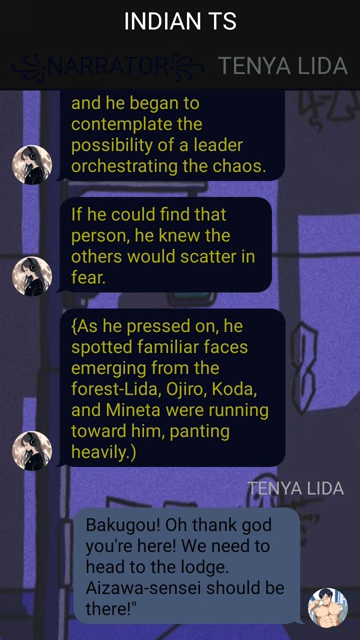 INDIAN TS
꧁NARRATOR꧂ TENYA LIDA
and he began to
contemplate the
possibility of a leader
orchestrating the chaos.
If he could find that
person, he knew the
others would scatter in
fear.
{As he pressed on, he
spotted familiar faces
emerging from the
forest-Lida, Ojiro, Koda,
and Mineta were running
toward him, panting
heavily.)
TENYA LIDA
Bakugou! Oh thank god
you're here! We need to
head to the lodge.
Aizawa-sensei should be
there!"